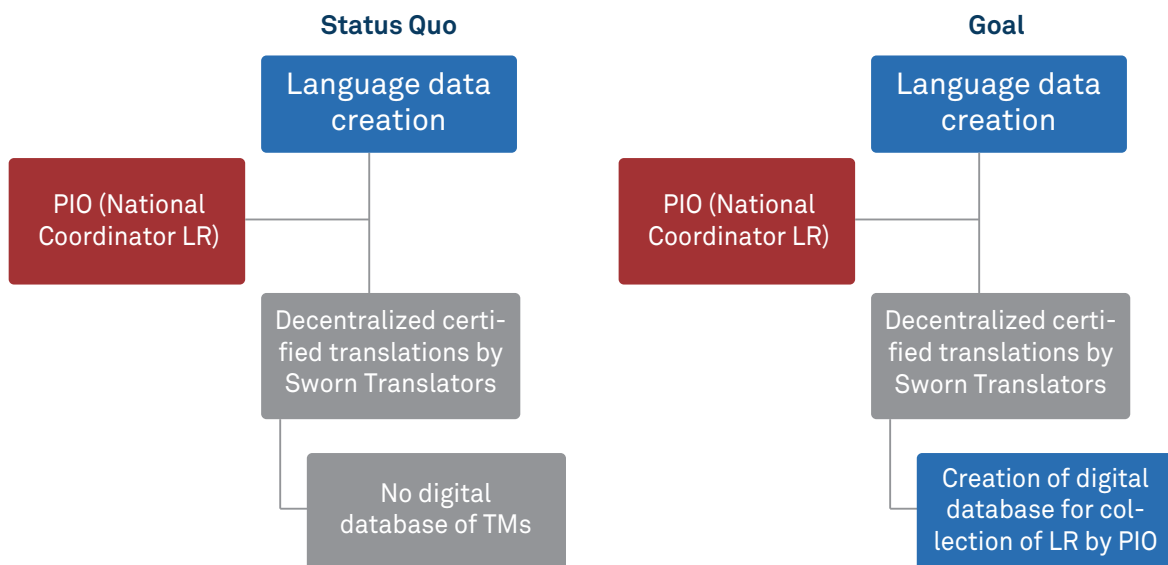 Status Quo
Language data
creation
PIO (National
Coordinator LR)
Decentralized certi-
fied translations by
Sworn Translators
No digital
database of TMs
Goal
Language data
creation
PIO (National
Coordinator LR)
Decentralized certi-
fied translations by
Sworn Translators
Creation of digital
database for col-
lection of LR by PIO